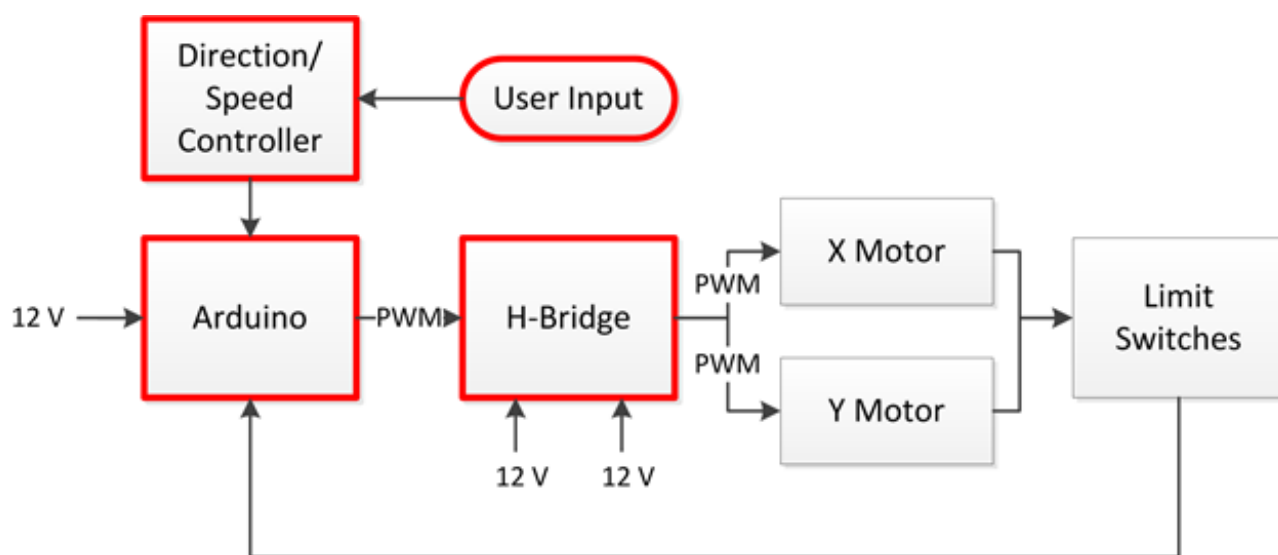 Direction/
Speed
Controller
User Input
12 V
Arduino
PWM
H-Bridge
PWM
PWM
X Motor
Y Motor
Limit
Switches
12 V
12 V